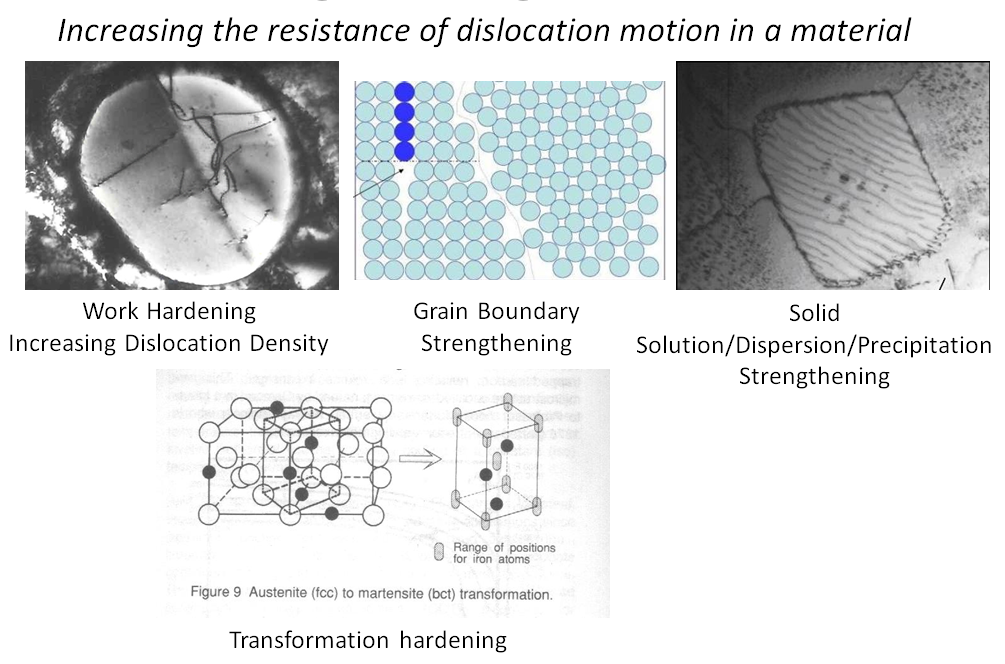 Increasing the resistance of dislocation motion in a material
Work Hardening
Increasing Dislocation Density
Grain Boundary
Strengthening
Solid
Solution/Dispersion/Precipitation
Strengthening
Range of positions
for iron atoms
Figure 9 Austenite (fcc) to martensite (bct) transformation.
Transformation hardening